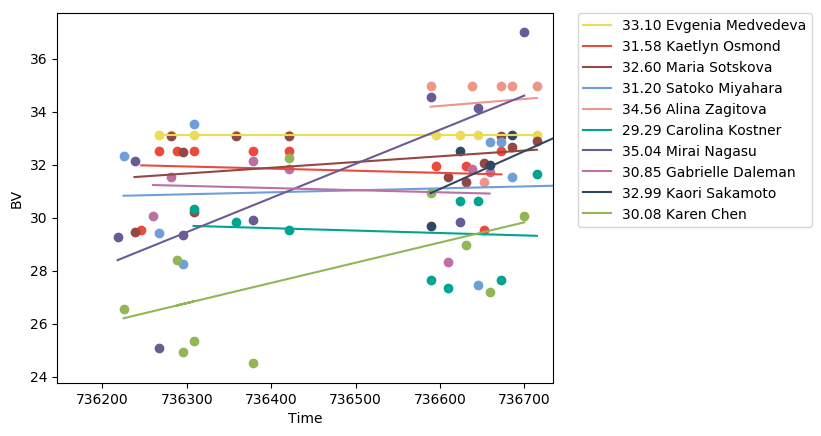 36
34
32
30
28
26
24
BV
736200 736300 736400 736500 736600 736700
Time
33.10 Evgenia Medvedeva
31.58 Kaetlyn Osmond
32.60 Maria Sotskova
31.20 Satoko Miyahara
34.56 Alina Zagitova
29.29 Carolina Kostner
35.04 Mirai Nagasu
30.85 Gabrielle Daleman
32.99 Kaori Sakamoto
30.08 Karen Chen